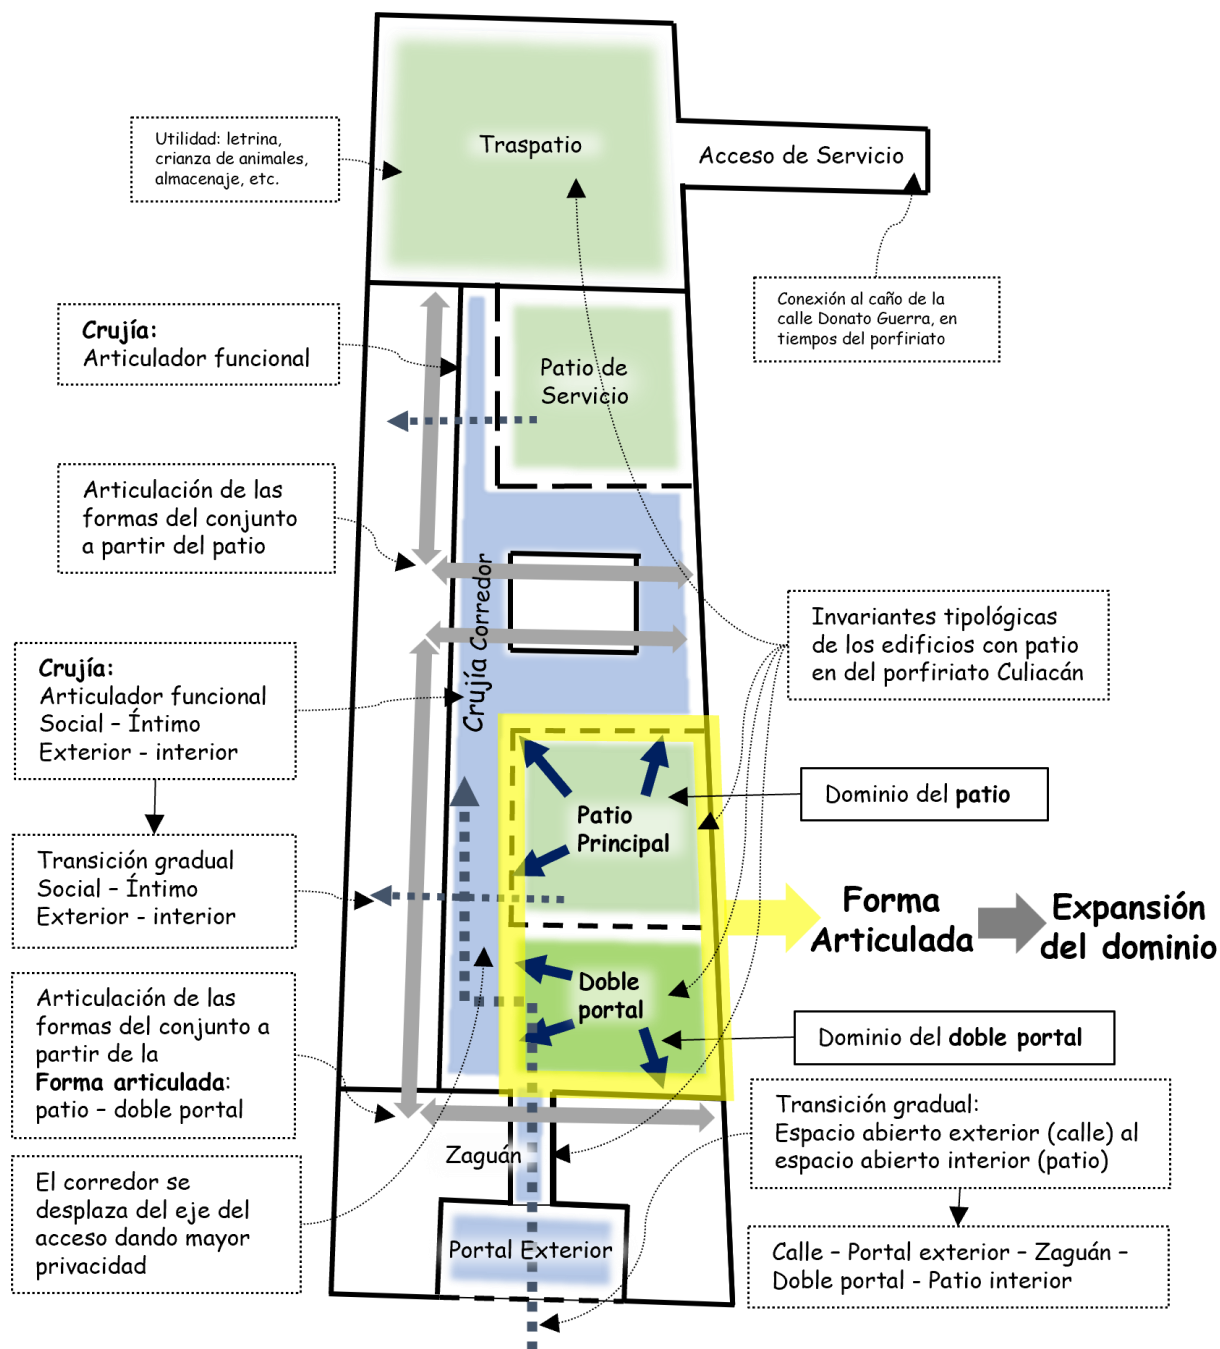 Traspatio
Acceso de Servicio
Utilidad: letrina,
crianza de animales,
almacenaje, etc.
Conexión al caño de la
calle Donato Guerra, en
tiempos del porfiriato
Crujía:
Articulador funcional
Patio de
Servicio
Articulación de las
formas del conjunto
a partir del patio
Crujía Corredor
Invariantes tipológicas
de los edificios con patio
en del porfiriato Culiacán
Crujía:
Articulador funcional
Social – Íntimo
Exterior - interior
Patio
Principal
Dominio del patio
Transición gradual
Social – Íntimo
Exterior - interior
Forma
Articulada
Expansión
del dominio
Doble
portal
Dominio del doble portal
Articulación de las
formas del conjunto a
partir de la
Forma articulada:
patio – doble portal
Transición gradual:
Espacio abierto exterior (calle) al
espacio abierto interior (patio)
Zaguán
El corredor se
desplaza del eje del
acceso dando mayor
privacidad
Portal Exterior
Calle – Portal exterior – Zaguán –
Doble portal - Patio interior